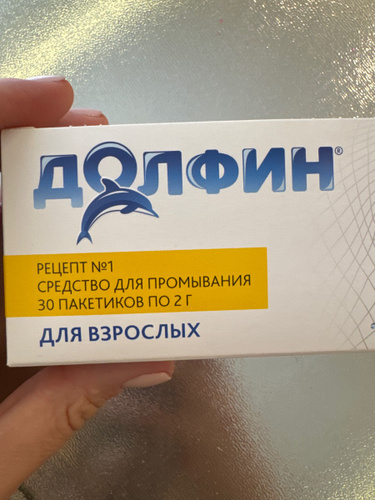 ДОЛФИН®
РЕЦЕПТ №1
СРЕДСТВО ДЛЯ ПРОМЫВАНИЯ
30 ПАКЕТИКОВ ПО 2 Г
ДЛЯ ВЗРОСЛЫХ